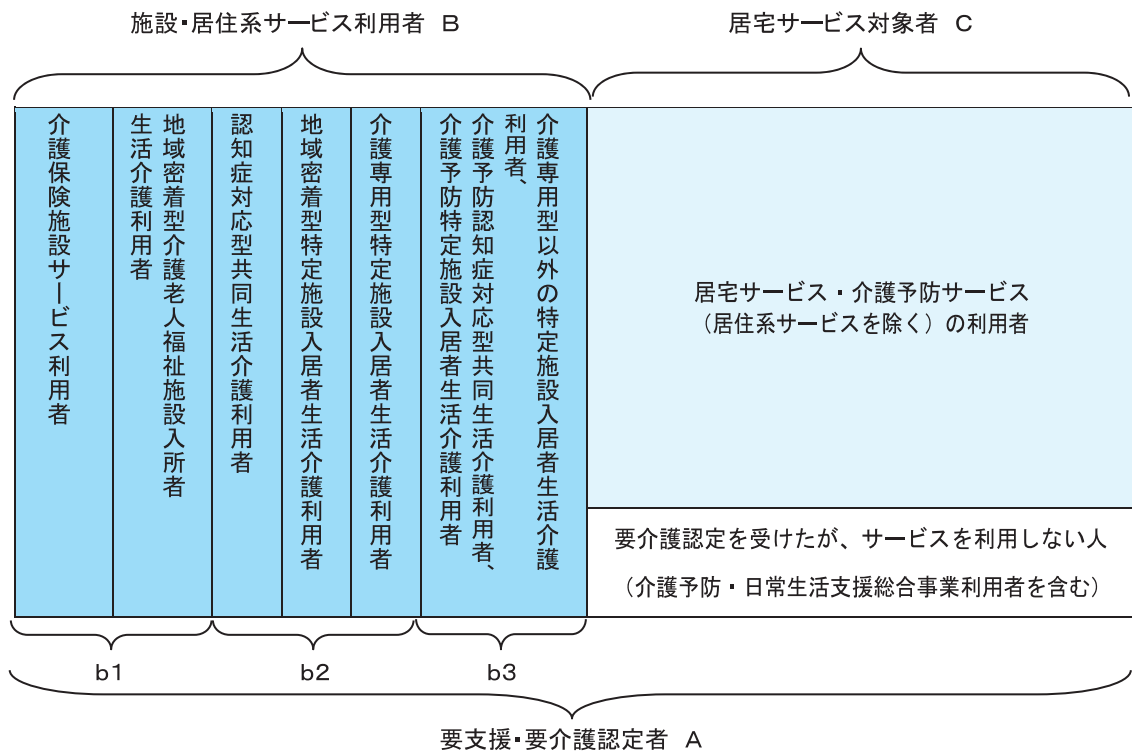 施設・居住系サービス利用者 B
居宅サービス対象者 C
介護保険施設サービス利用者
地域密着型介護老人福祉施設入所者
生活介護利用者
認知症対応型共同生活介護利用者
地域密着型特定施設入居者生活介護利用者
介護専用型特定施設入居者生活介護利用者
介護専用型以外の特定施設入居者生活介護
利用者、
介護予防認知症対応型共同生活介護利用者、
介護予防特定施設入居者生活介護利用者
居宅サービス・介護予防サービス
（居住系サービスを除く）の利用者
要介護認定を受けたが、サービスを利用しない人
（介護予防・日常生活支援総合事業利用者を含む）
b1
b2
b3
要支援・要介護認定者 A